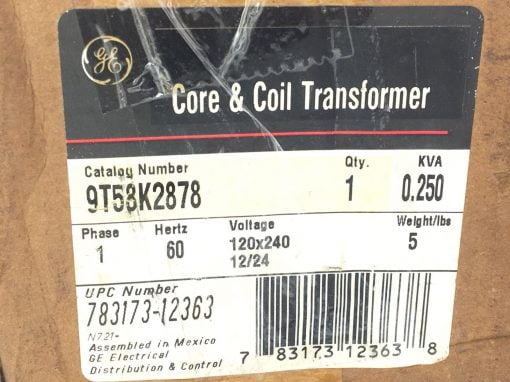 GE
Core & Coil Transformer
Catalog Number Qty. KVA
9T58K2878 1 0.250
Phase Hertz Voltage Weight/lbs
1 60 120x240 5
12/24
UPC Number
783173-12363
N721-
Assembled in Mexico
GE Electrical
Distribution & Control
7 83173 12363 8